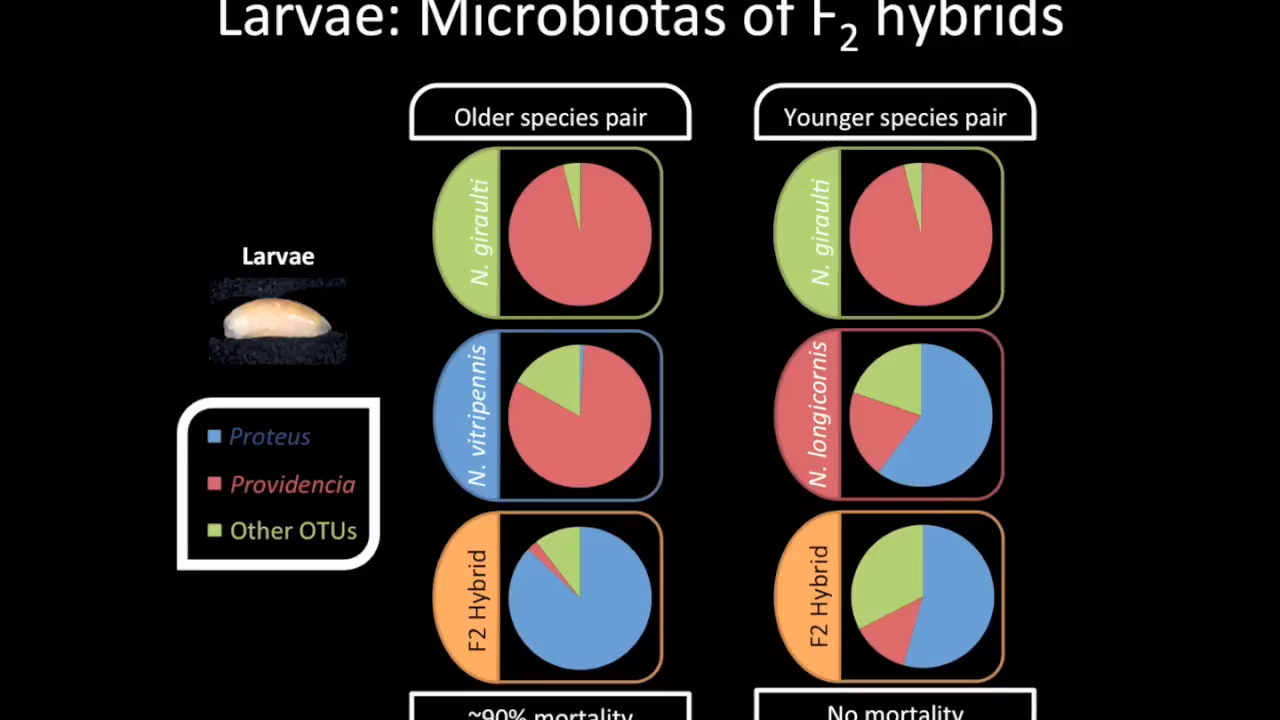 Larvae: Microbiotas of F2 hybrids
Older species pair
Younger species pair
N. giraulti
N. giraulti
Larvae
N. vitripennis
N. longicornis
Proteus
Providencia
Other OTUs
F2 Hybrid
F2 Hybrid
~90% mortality
No mortality